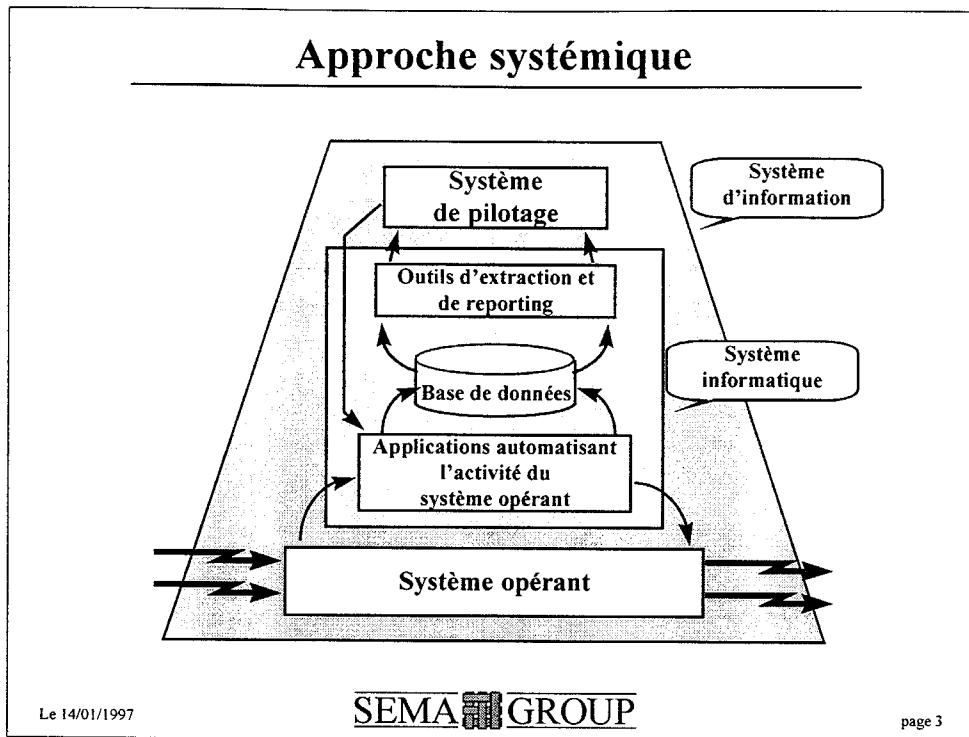 Approche systémique
Système
d'information
Système
de pilotage
Outils d'extraction et
de reporting
Système
informatique
Base de données
Applications automatisant
l'activité du
système opérant
Système opérant
Le 14/01/1997
SEMA GROUP
page 3